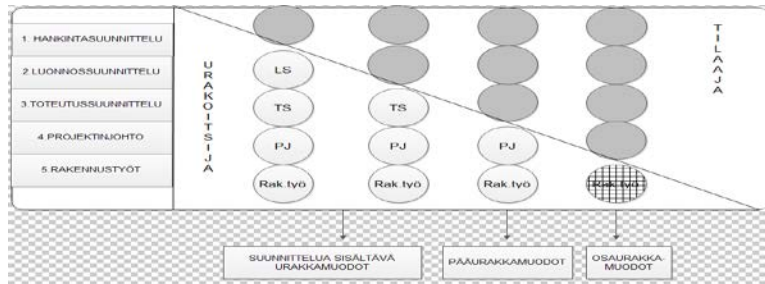 1. HANKINTASUUNNITTELU
2.LUONNOSSUUNNITTELU
3.TOTEUTUSSUUNNITTELU
4.PROJEKTINJOHTO
5.RAKENNUSTYÖT
URAKOITSIJA
LS
TS
TS
PJ
PJ
PJ
Rak.työ
Rak.työ
Rak.työ
Rak.työ
TILAAJA
SUUNNITTELUA SISÄLTÄVÄ
URAKKAMUODOT
PÄÄURAKKAMUODOT
OSAURAKKA-
MUODOT